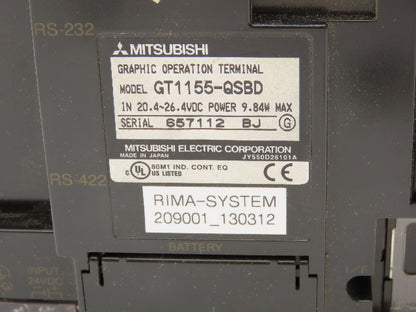 RS-232
MITSUBISHI
GRAPHIC OPERATION TERMINAL
MODEL GT1155-QSBD
IN 20.4~26.4VDC POWER 9.84W MAX
SERIAL 657112 BJ G
MITSUBISHI ELECTRIC CORPORATION
MADE IN JAPAN JY550D26101A
80M1 IND. CONT. EQ
c UL US LISTED CE
RS-422
RIMA-SYSTEM
209001_130312
BATTERY
INPUT
24VDC
I/F